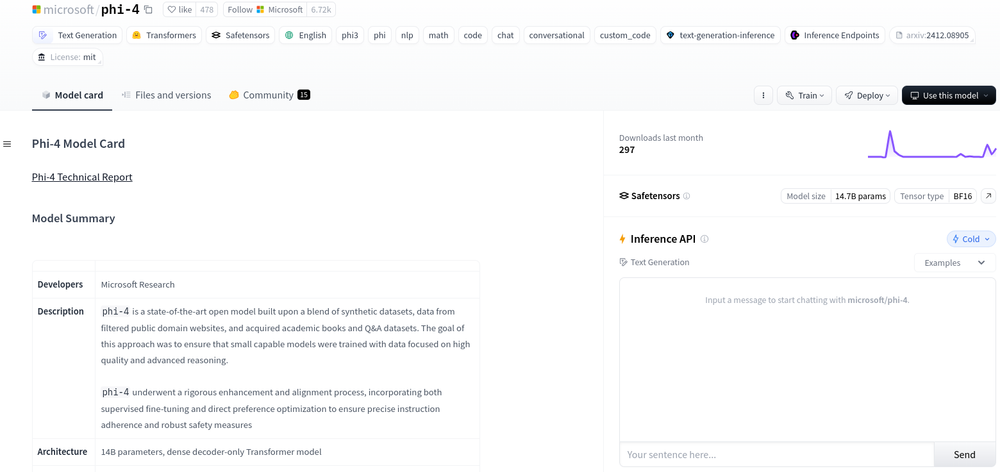 microsoft/phi-4 like 478 Follow Microsoft 6.72k
Text Generation Transformers Safetensors English phi3 phi nlp math code chat conversational custom_code text-generation-inference Inference Endpoints arxiv:2412.08905
License: mit
Model card Files and versions Community 15 Train Deploy Use this model
Phi-4 Model Card
Phi-4 Technical Report
Model Summary
Developers Microsoft Research
Description phi-4 is a state-of-the-art open model built upon a blend of synthetic datasets, data from
filtered public domain websites, and acquired academic books and Q&A datasets. The goal of
this approach was to ensure that small capable models were trained with data focused on high
quality and advanced reasoning.
phi-4 underwent a rigorous enhancement and alignment process, incorporating both
supervised fine-tuning and direct preference optimization to ensure precise instruction
adherence and robust safety measures
Architecture 14B parameters, dense decoder-only Transformer model
Downloads last month
297
Safetensors Model size 14.7B params Tensor type BF16
Inference API Cold
Text Generation Examples
Input a message to start chatting with microsoft/phi-4.
Your sentence here... Send